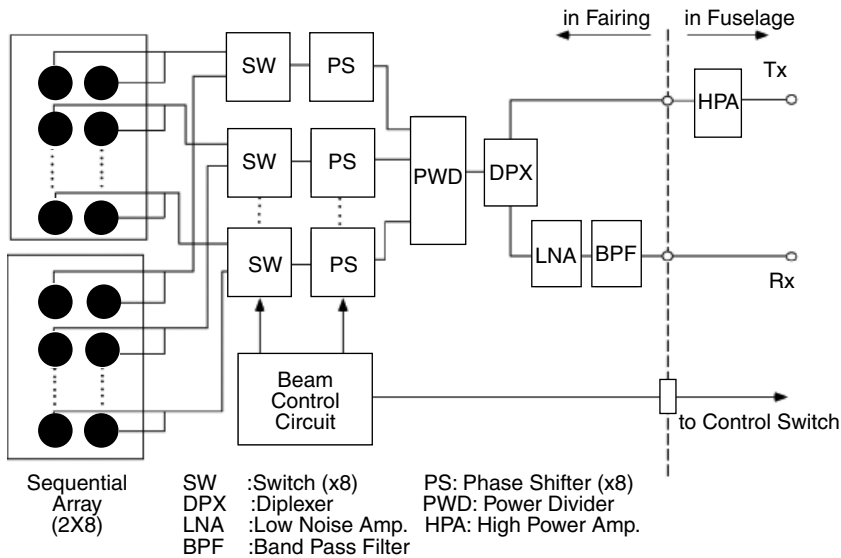 in Fairing
in Fuselage
SW
PS
Tx
HPA
SW
PS
PWD
DPX
SW
PS
LNA
BPF
Rx
Beam
Control
Circuit
to Control Switch
Sequential
Array
(2X8)
SW :Switch (x8)
DPX :Diplexer
LNA :Low Noise Amp.
BPF :Band Pass Filter
PS: Phase Shifter (x8)
PWD: Power Divider
HPA: High Power Amp.